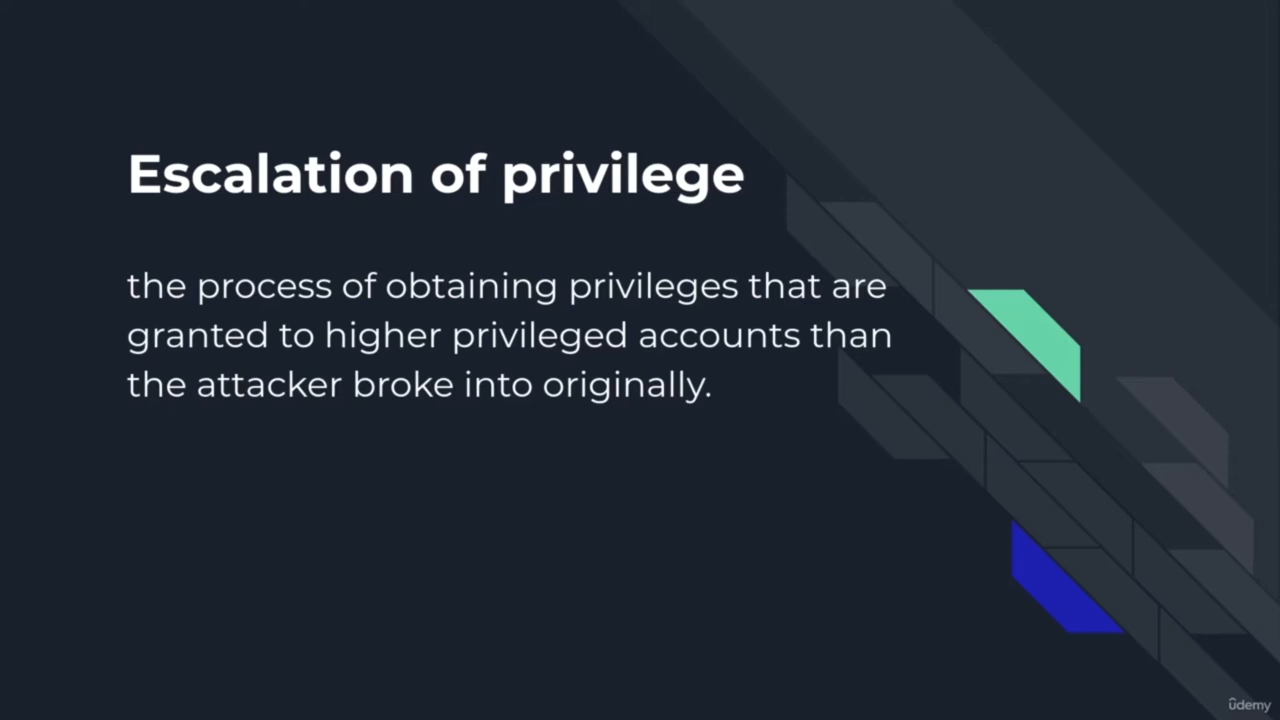 Escalation of privilege
the process of obtaining privileges that are
granted to higher privileged accounts than
the attacker broke into originally.
ûdemy